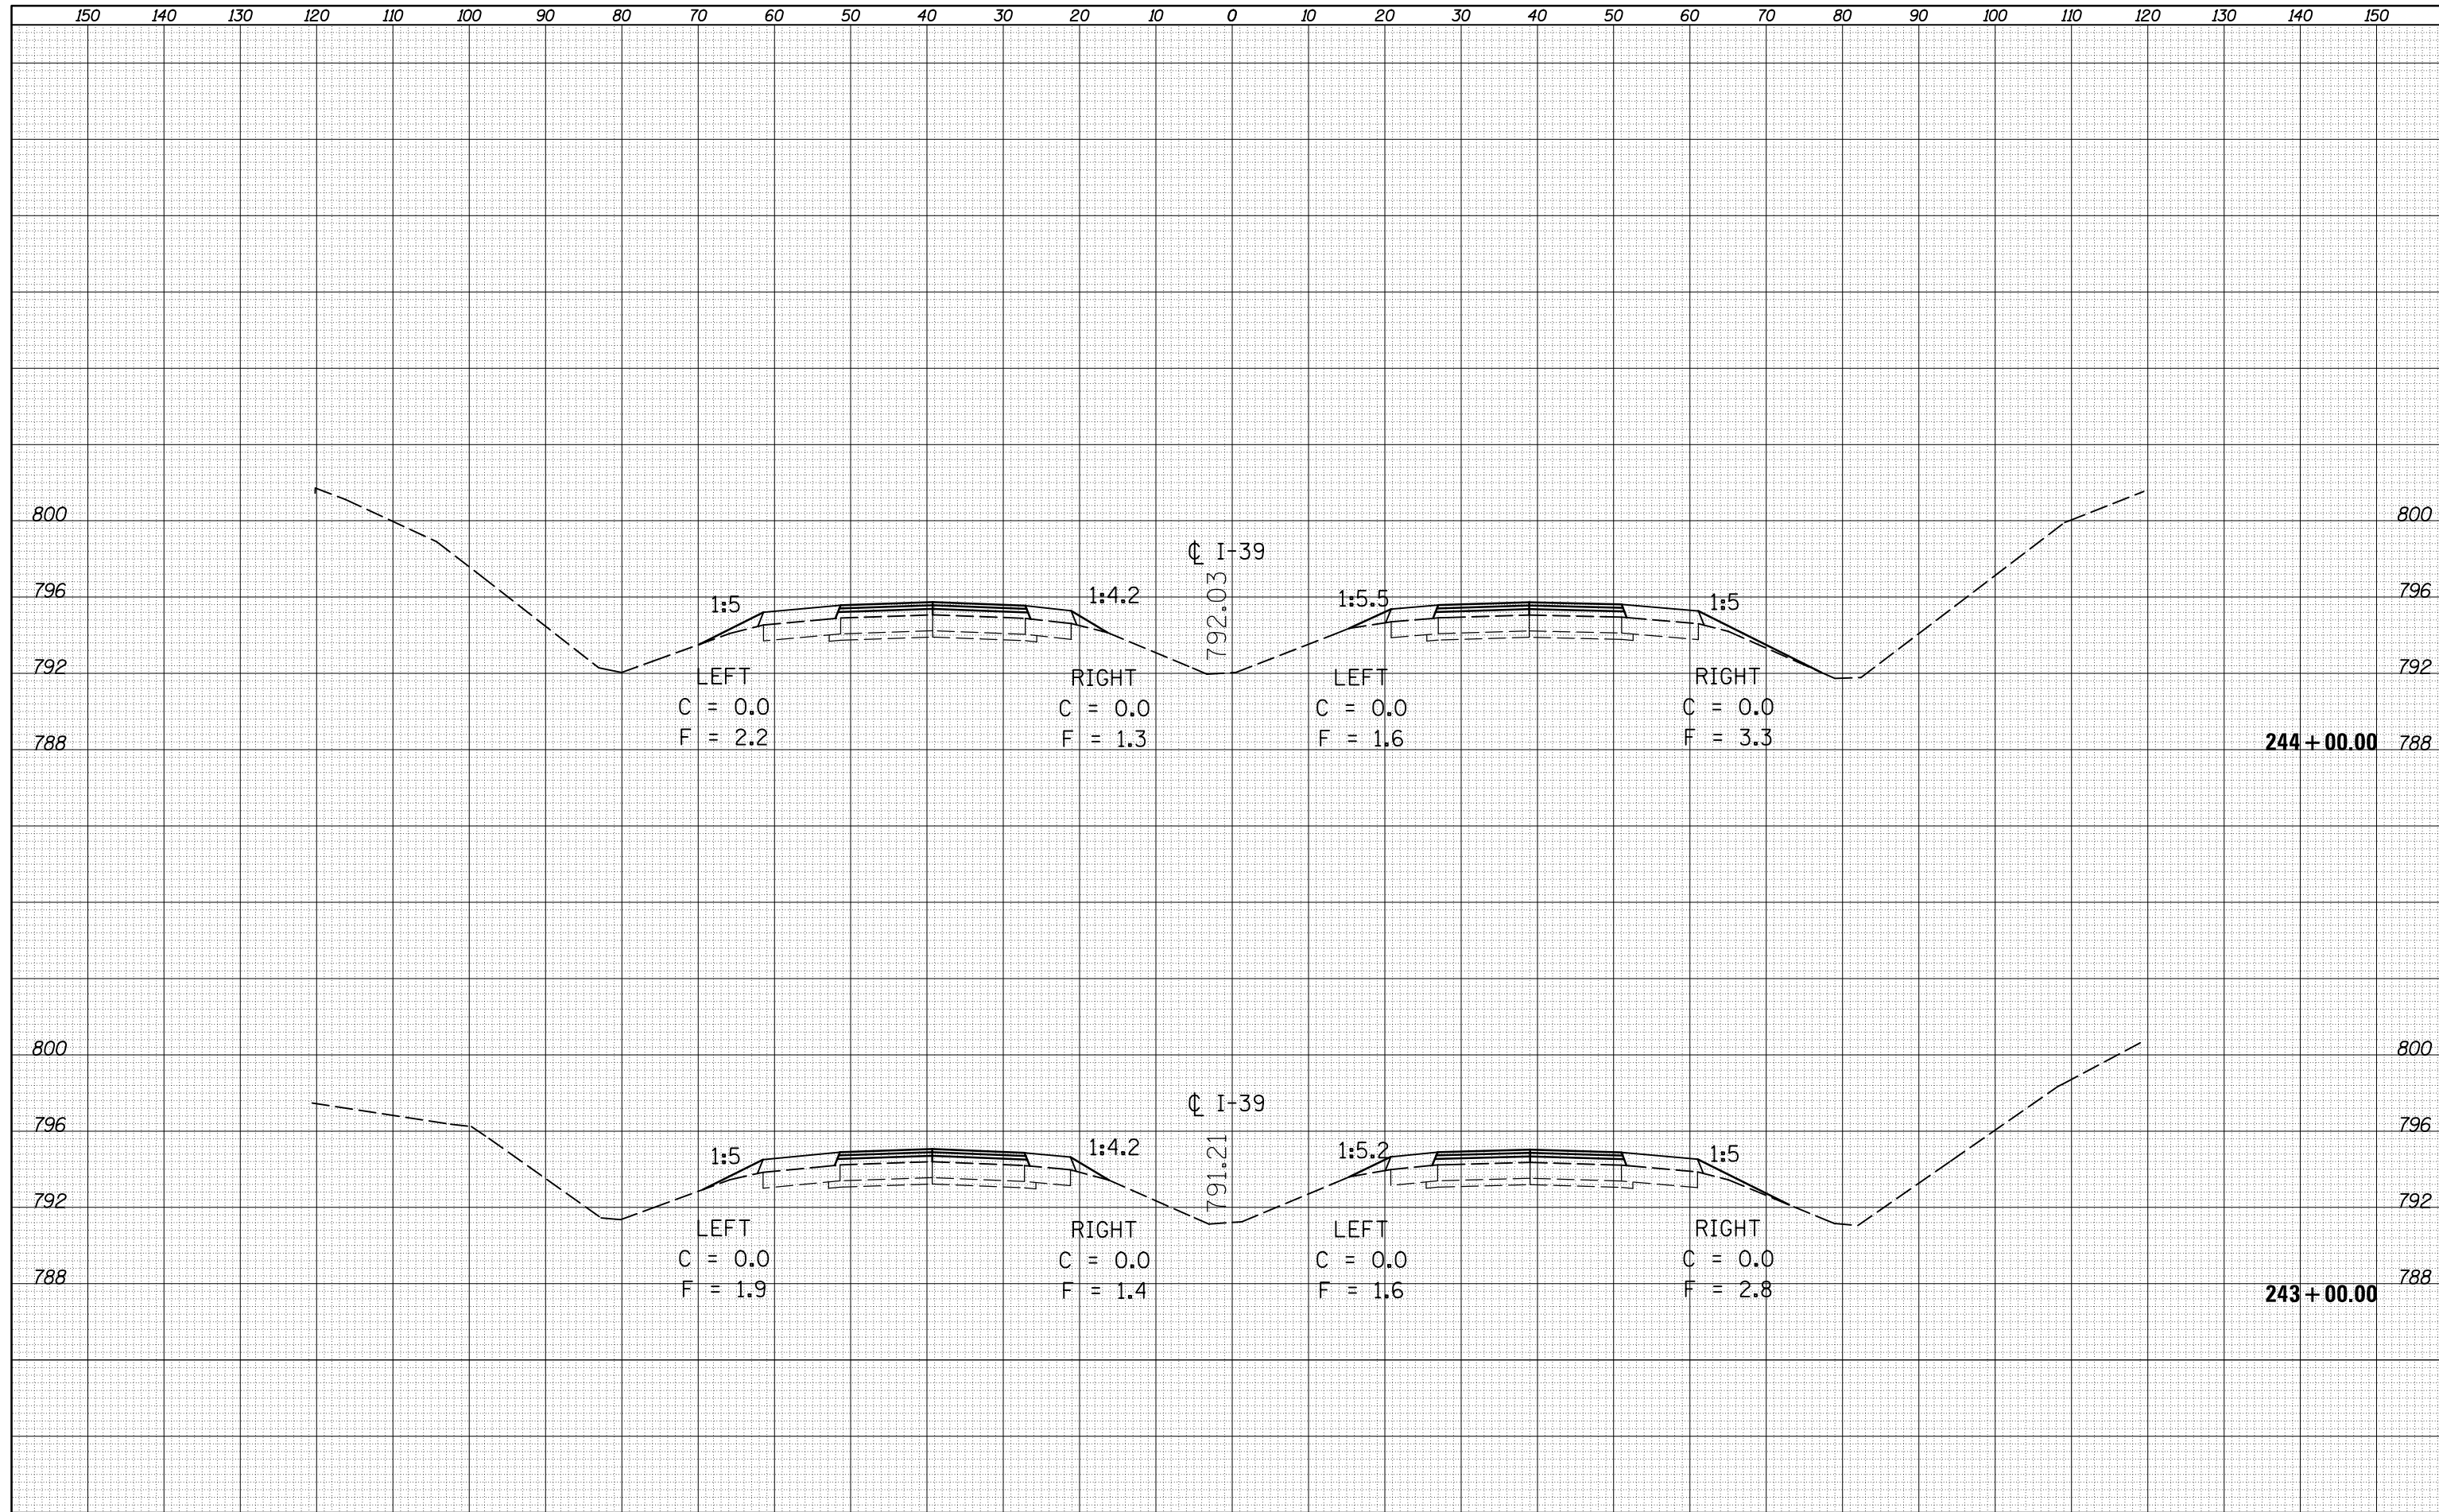 150 140 130 120 110 100 90 80 70 60 50 40 30 20 10 0 10 20 30 40 50 60 70 80 90 100 110 120 130 140 150
800 800
℄ I-39
796 1:5 1:4.2 792.03 1:5.5 1:5 796
792 792
LEFT RIGHT LEFT RIGHT
C = 0.0 C = 0.0 C = 0.0 C = 0.0
F = 2.2 F = 1.3 F = 1.6 F = 3.3
788 244+00.00 788
800 800
℄ I-39
796 796
1:5 1:4.2 791.21 1:5.2 1:5
792 792
LEFT RIGHT LEFT RIGHT
C = 0.0 C = 0.0 C = 0.0 C = 0.0
788 788
F = 1.9 F = 1.4 F = 1.6 F = 2.8 243+00.00